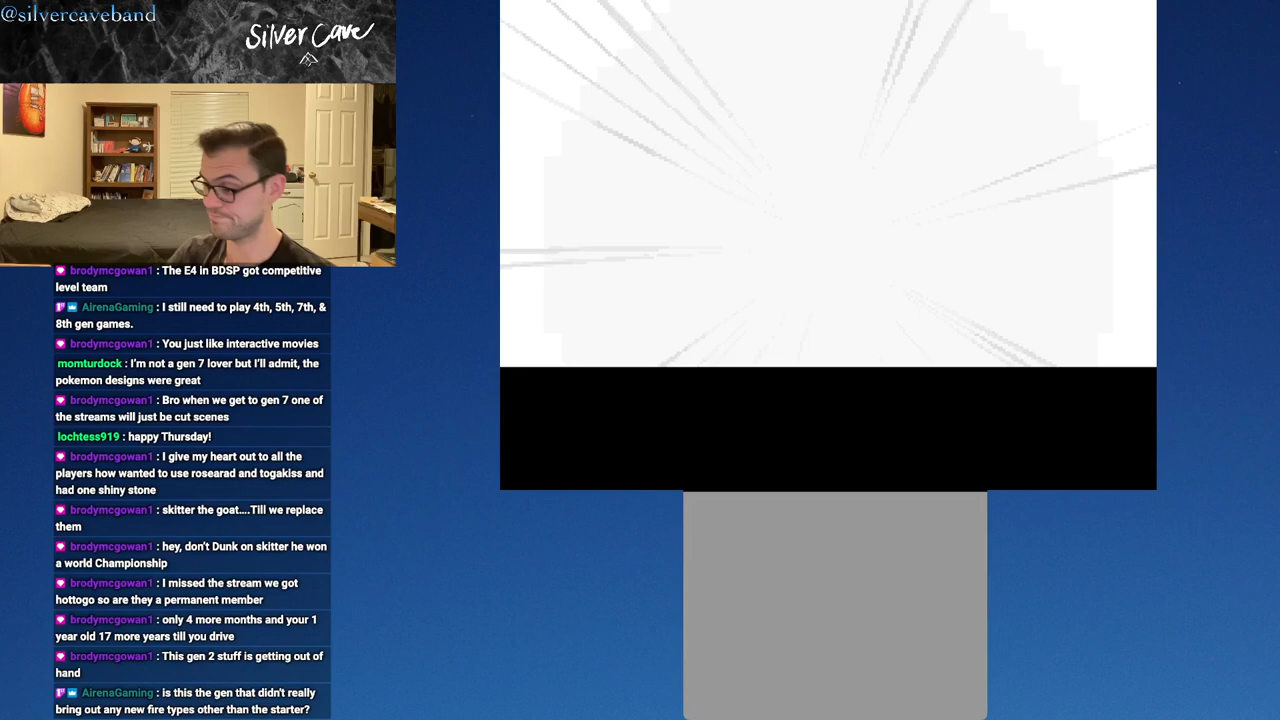 @silvercaveband
Silver Cave
brodymcgowan1 : The E4 in BDSP got competitive
level team
AirenaGaming : I still need to play 4th, 5th, 7th, &
8th gen games.
brodymcgowan1 : You just like interactive movies
momturdock : I'm not a gen 7 lover but I'll admit, the
pokemon designs were great
brodymcgowan1 : Bro when we get to gen 7 one of
the streams will just be cut scenes
lochtess919 : happy Thursday!
brodymcgowan1 : I give my heart out to all the
players how wanted to use rosearad and togakiss and
had one shiny stone
brodymcgowan1 : skitter the goat....Till we replace
them
brodymcgowan1 : hey, don't Dunk on skitter he won
a world Championship
brodymcgowan1 : I missed the stream we got
hottogo so are they a permanent member
brodymcgowan1 : only 4 more months and your 1
year old 17 more years till you drive
brodymcgowan1 : This gen 2 stuff is getting out of
hand
AirenaGaming : is this the gen that didn't really
bring out any new fire types other than the starter?